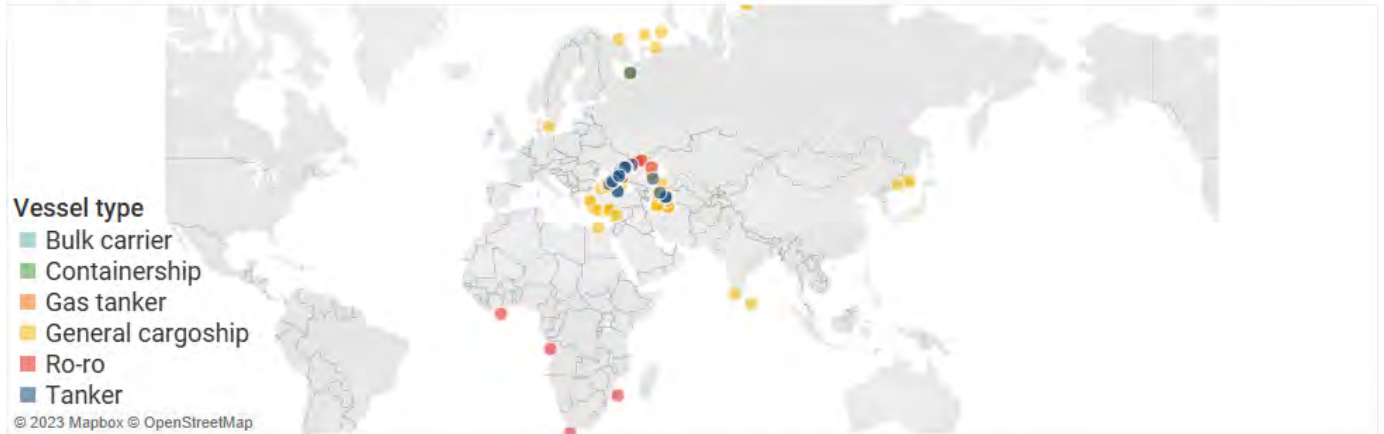 Vessel type
Bulk carrier
Containership
Gas tanker
General cargoship
Ro-ro
Tanker
© 2023 Mapbox © OpenStreetMap